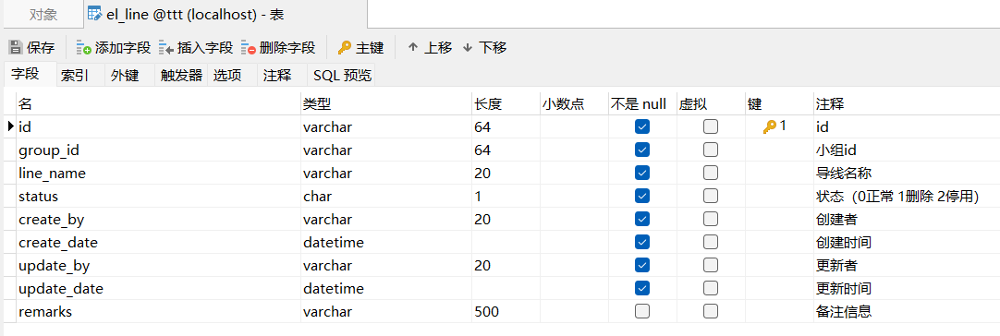 对象 el_line @ttt (localhost) - 表
保存 添加字段 插入字段 删除字段 主键 上移 下移
字段 索引 外键 触发器 选项 注释 SQL 预览
名 类型 长度 小数点 不是 null 虚拟 键 注释
id varchar 64 1 id
group_id varchar 64 小组id
line_name varchar 20 导线名称
status char 1 状态（0正常 1删除 2停用）
create_by varchar 20 创建者
create_date datetime 创建时间
update_by varchar 20 更新者
update_date datetime 更新时间
remarks varchar 500 备注信息